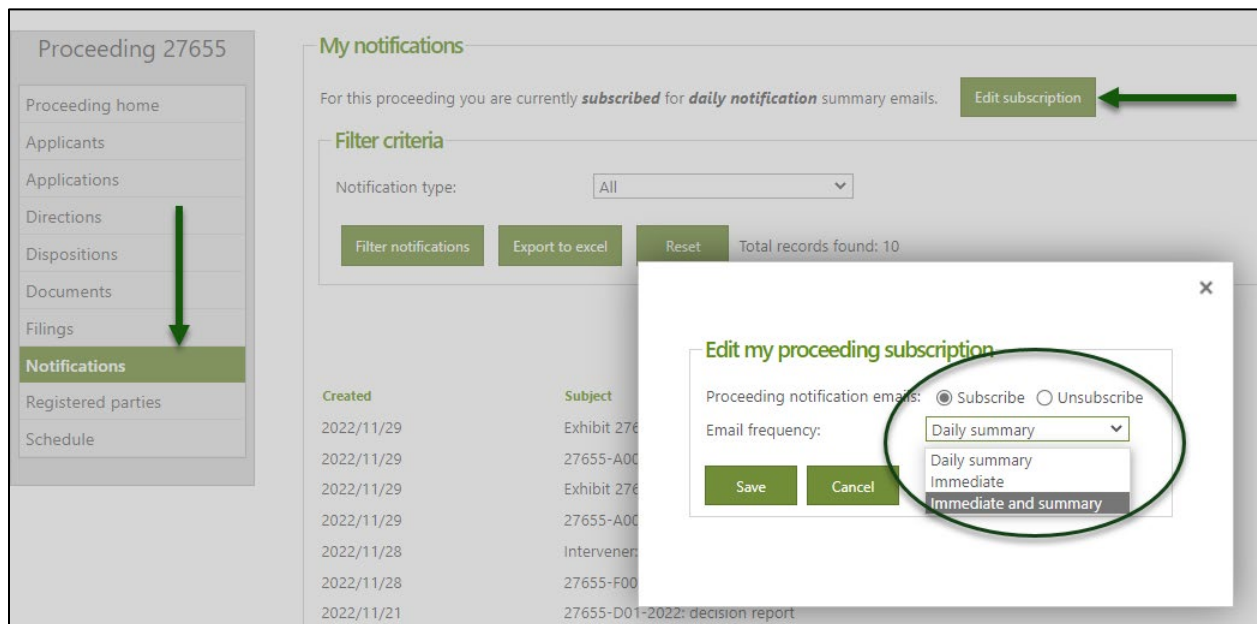 Proceeding 27655
Proceeding home
Applicants
Applications
Directions
Dispositions
Documents
Filings
Notifications
Registered parties
Schedule
My notifications
For this proceeding you are currently subscribed for daily notification summary emails.
Edit subscription
Filter criteria
Notification type:
All
Filter notifications
Export to excel
Reset
Total records found: 10
Created
Subject
2022/11/29
Exhibit 276
2022/11/29
27655-A00
2022/11/29
Exhibit 276
2022/11/29
27655-A00
2022/11/28
Intervener:
2022/11/28
27655-F00
2022/11/21
27655-D01-2022: decision report
×
Edit my proceeding subscription
Proceeding notification emails:
Subscribe
Unsubscribe
Email frequency:
Daily summary
Daily summary
Immediate
Immediate and summary
Save
Cancel